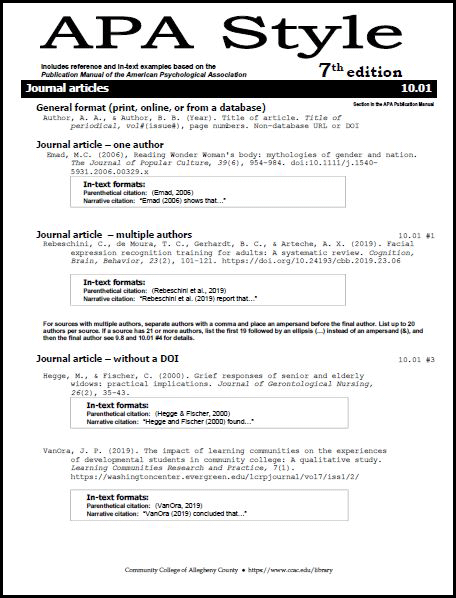 APA Style
Includes reference and in-text examples based on the
Publication Manual of the American Psychological Association
7th edition
Journal articles 10.01
Section in the APA Publication Manual
General format (print, online, or from a database)
Author, A. A., & Author, B. B. (Year). Title of article. Title of
periodical, vol#(issue#), page numbers. Non-database URL or DOI
Journal article – one author
Emad, M.C. (2006), Reading Wonder Woman's body: mythologies of gender and nation.
The Journal of Popular Culture, 39(6), 954-984. doi:10.1111/j.1540-
5931.2006.00329.x
In-text formats:
Parenthetical citation: (Emad, 2006)
Narrative citation: "Emad (2006) shows that…"
Journal article – multiple authors 10.01 #1
Rebeschini, C., de Moura, T. C., Gerhardt, B. C., & Arteche, A. X. (2019). Facial
expression recognition training for adults: A systematic review. Cognition,
Brain, Behavior, 23(2), 101-121. https://doi.org/10.24193/cbb.2019.23.06
In-text formats:
Parenthetical citation: (Rebeschini et al., 2019)
Narrative citation: "Rebeschini et al. (2019) report that…"
For sources with multiple authors, separate authors with a comma and place an ampersand before the final author. List up to 20
authors per source. If a source has 21 or more authors, list the first 19 followed by an ellipsis (...) instead of an ampersand (&), and
then the final author see 9.8 and 10.01 #4 for details.
Journal article – without a DOI 10.01 #3
Hegge, M., & Fischer, C. (2000). Grief responses of senior and elderly
widows: practical implications. Journal of Gerontological Nursing,
26(2), 35-43.
In-text formats:
Parenthetical citation: (Hegge & Fischer, 2000)
Narrative citation: "Hegge and Fischer (2000) found…"
VanOra, J. P. (2019). The impact of learning communities on the experiences
of developmental students in community college: A qualitative study.
Learning Communities Research and Practice, 7(1).
https://washingtoncenter.evergreen.edu/lcrpjournal/vol7/iss1/2/
In-text formats:
Parenthetical citation: (VanOra, 2019)
Narrative citation: "VanOra (2019) concluded that…"
Community College of Allegheny County ♦ https://www.ccac.edu/library